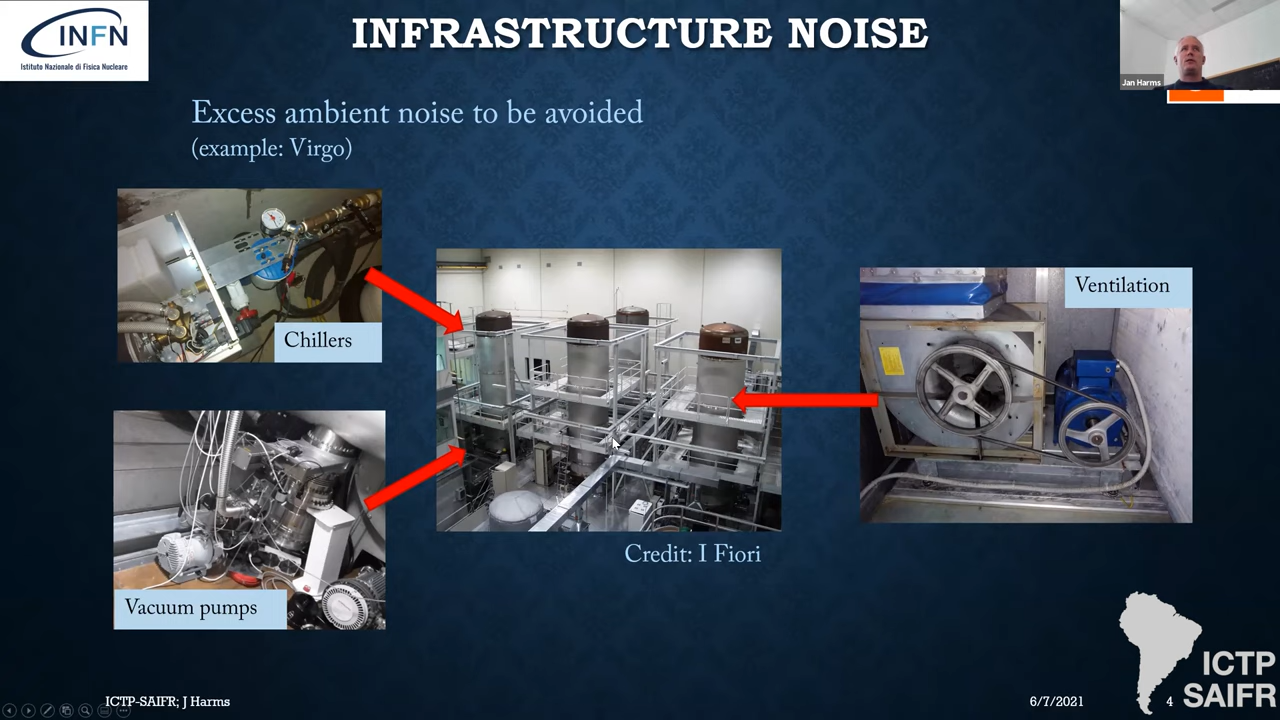 INFN
Istituto Nazionale di Fisica Nucleare
INFRASTRUCTURE NOISE
Jan Harms
Excess ambient noise to be avoided
(example: Virgo)
Chillers
Ventilation
Credit: I Fiori
Vacuum pumps
ICTP
SAIFR
ICTP-SAIFR; J Harms
6/7/2021
4